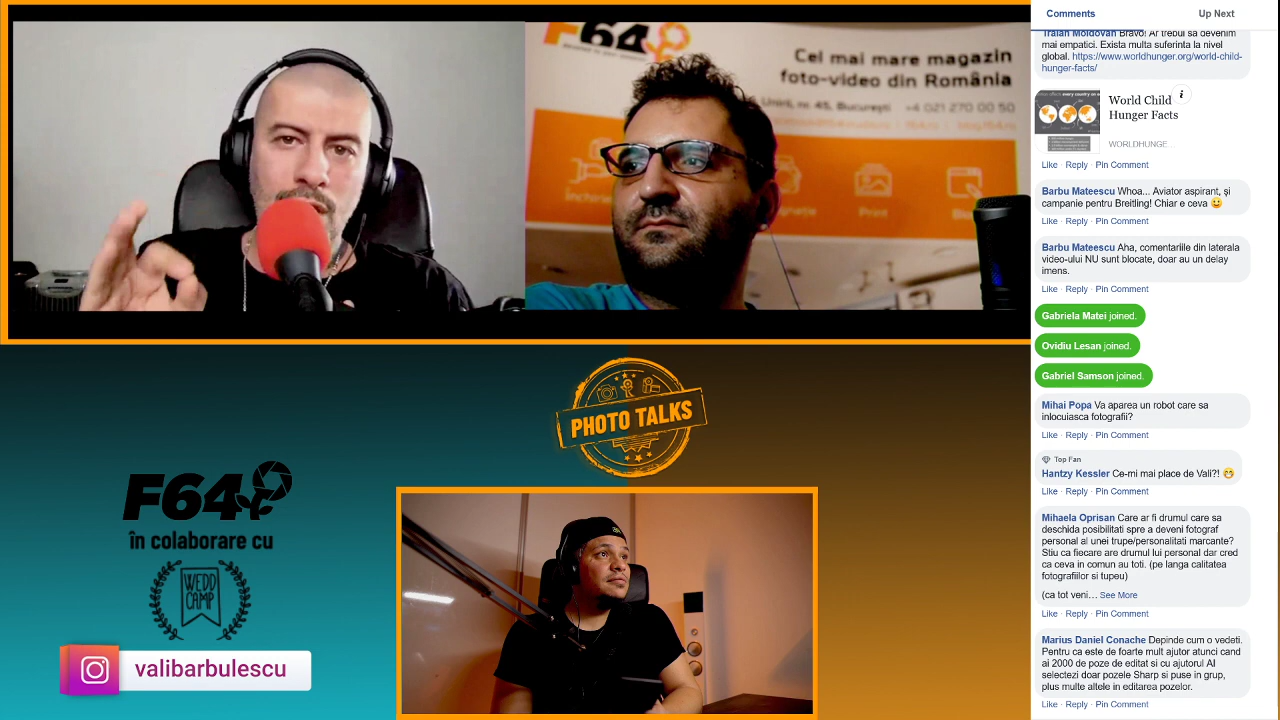 F64
Cel mai mare magazin
foto-video din România
Unirii, nr. 45, București +4 021 270 00 50
Print
PHOTO TALKS
F64
în colaborare cu
WEDD
CAMP
valibarbulescu
Comments Up Next
Traian Moldovan Bravo! Ar trebui sa devenim
mai empatici. Exista multa suferinta la nivel
global. https://www.worldhunger.org/world-child-
hunger-facts/
World Child
Hunger Facts
WORLDHUNGE...
Like · Reply · Pin Comment
Barbu Mateescu Whoa... Aviator aspirant, și
campanie pentru Breitling! Chiar e ceva 😃
Like · Reply · Pin Comment
Barbu Mateescu Aha, comentariile din laterala
video-ului NU sunt blocate, doar au un delay
imens.
Like · Reply · Pin Comment
Gabriela Matei joined.
Ovidiu Lesan joined.
Gabriel Samson joined.
Mihai Popa Va aparea un robot care sa
inlocuiasca fotografii?
Like · Reply · Pin Comment
Top Fan
Hantzy Kessler Ce-mi mai place de Vali?! 😁
Like · Reply · Pin Comment
Mihaela Oprisan Care ar fi drumul care sa
deschida posibilitati spre a deveni fotograf
personal al unei trupe/personalitati marcante?
Stiu ca fiecare are drumul lui personal dar cred
ca ceva in comun au toti. (pe langa calitatea
fotografiilor si tupeu)
(ca tot veni... See More
Like · Reply · Pin Comment
Marius Daniel Conache Depinde cum o vedeti.
Pentru ca este de foarte mult ajutor atunci cand
ai 2000 de poze de editat si cu ajutorul AI
selectezi doar pozele Sharp si puse in grup,
plus multe altele in editarea pozelor.
Like · Reply · Pin Comment